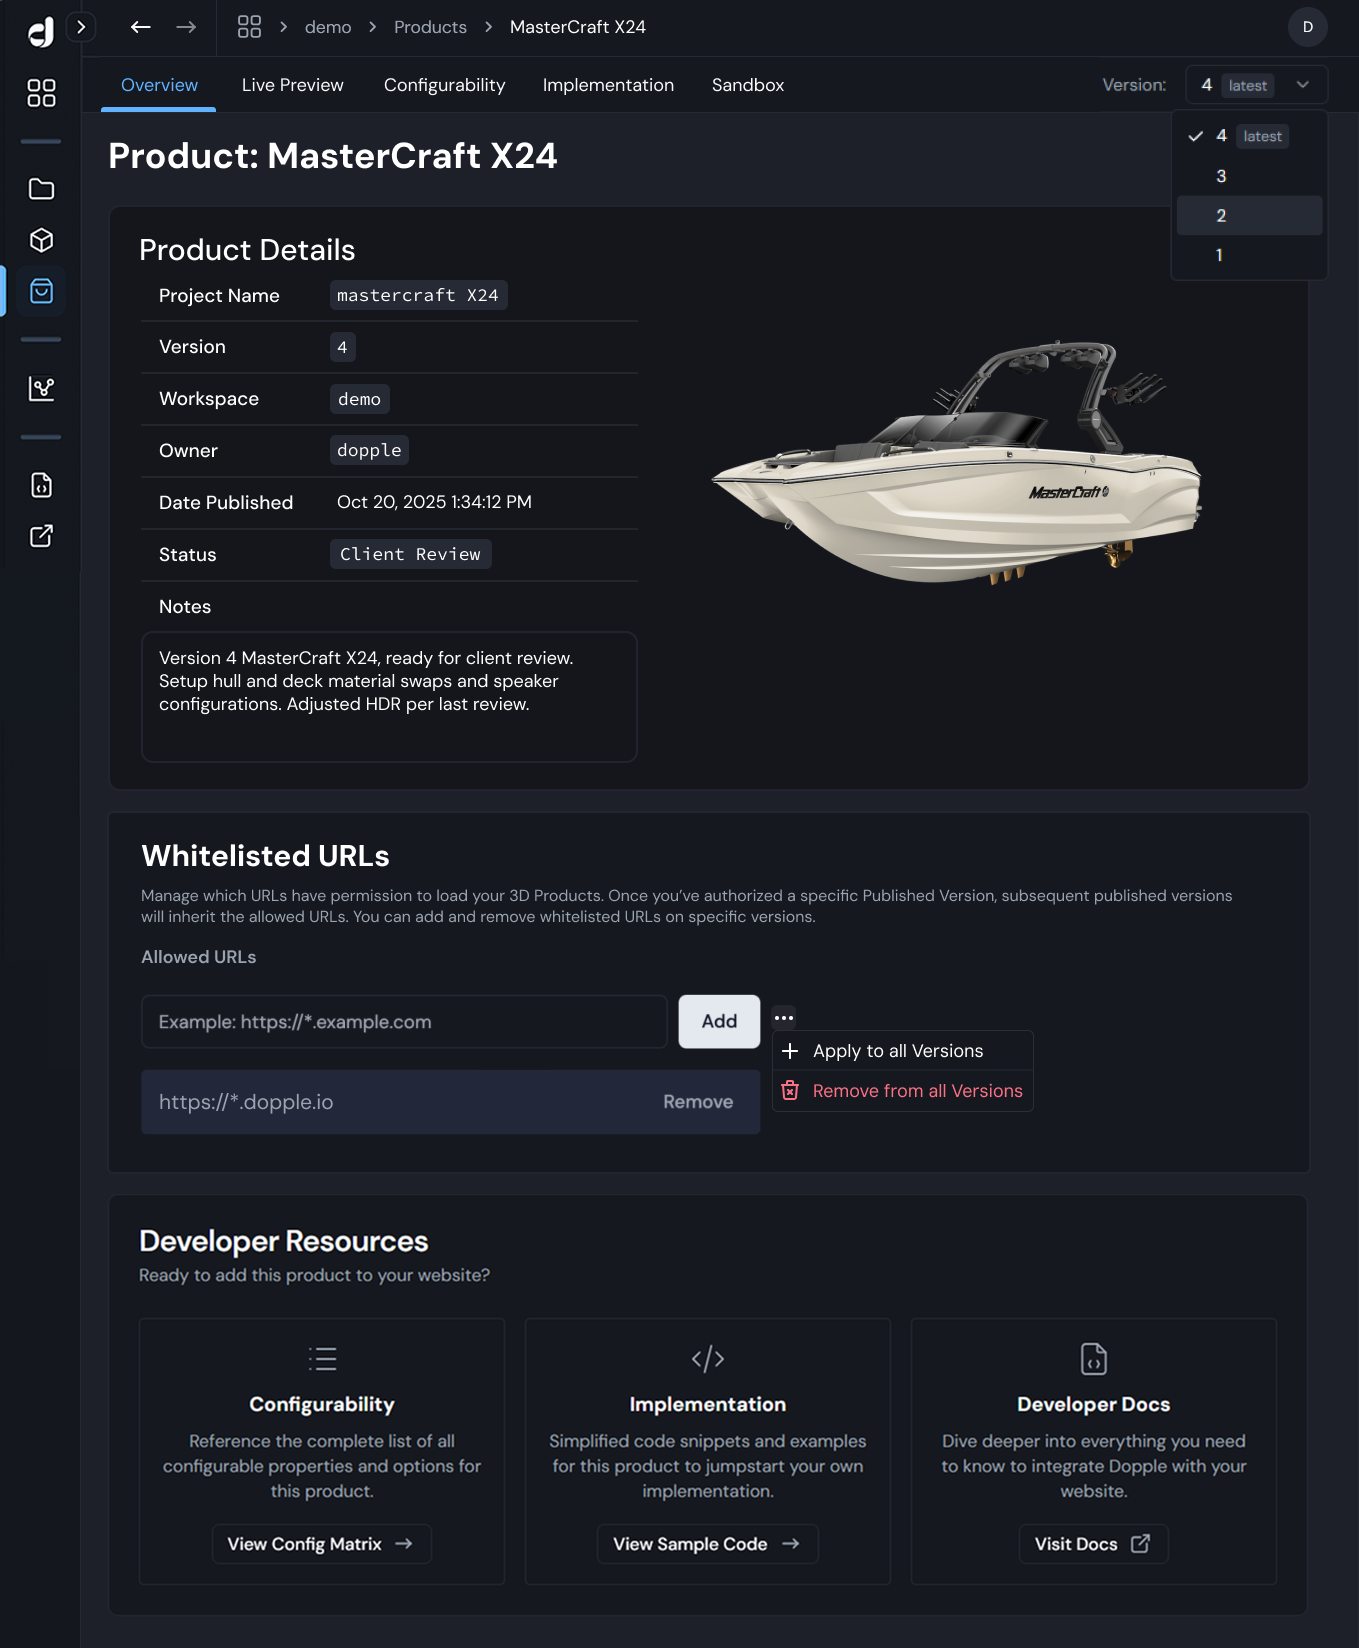 demo
Products
MasterCraft X24
D
Overview
Live Preview
Configurability
Implementation
Sandbox
Version:
4 latest
4 latest
3
2
1
Product: MasterCraft X24
Product Details
Project Name
mastercraft X24
Version
4
Workspace
demo
Owner
dopple
Date Published
Oct 20, 2025 1:34:12 PM
Status
Client Review
Notes
Version 4 MasterCraft X24, ready for client review.
Setup hull and deck material swaps and speaker
configurations. Adjusted HDR per last review.
MasterCraft
Whitelisted URLs
Manage which URLs have permission to load your 3D Products. Once you’ve authorized a specific Published Version, subsequent published versions
will inherit the allowed URLs. You can add and remove whitelisted URLs on specific versions.
Allowed URLs
Example: https://*.example.com
Add
Apply to all Versions
Remove from all Versions
https://*.dopple.io
Remove
Developer Resources
Ready to add this product to your website?
Configurability
Reference the complete list of all
configurable properties and options for
this product.
View Config Matrix
Implementation
Simplified code snippets and examples
for this product to jumpstart your own
implementation.
View Sample Code
Developer Docs
Dive deeper into everything you need
to know to integrate Dopple with your
website.
Visit Docs